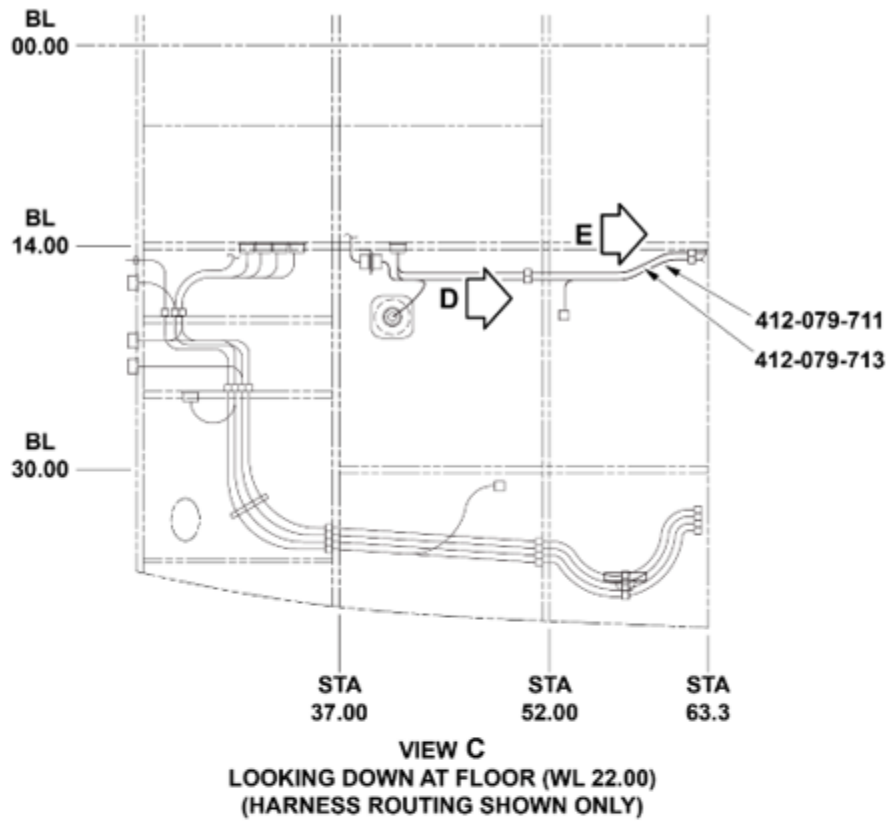 BL
00.00
BL
14.00
E
D
412-079-711
412-079-713
BL
30.00
STA
37.00
STA
52.00
STA
63.3
VIEW C
LOOKING DOWN AT FLOOR (WL 22.00)
(HARNESS ROUTING SHOWN ONLY)